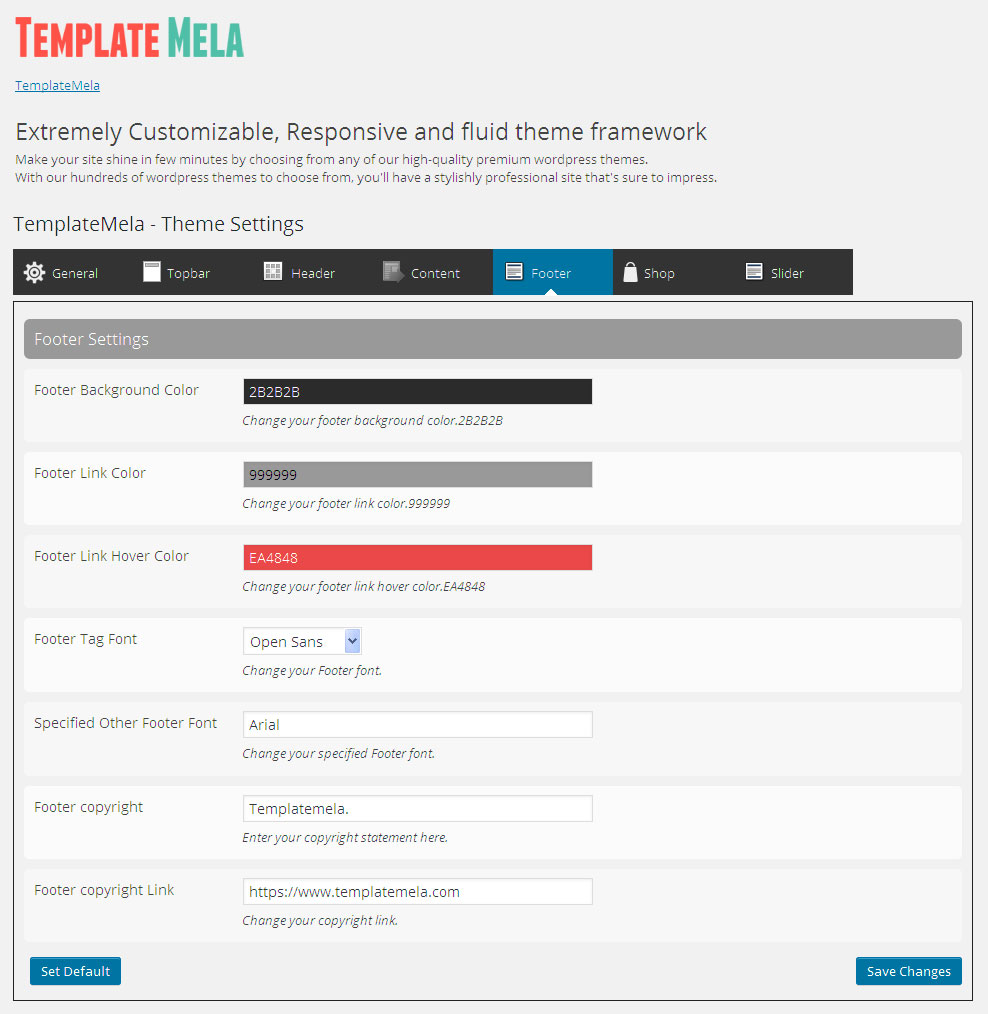 TEMPLATE MELA
TemplateMela
Extremely Customizable, Responsive and fluid theme framework
Make your site shine in few minutes by choosing from any of our high-quality premium wordpress themes.
With our hundreds of wordpress themes to choose from, you'll have a stylishly professional site that's sure to impress.
TemplateMela - Theme Settings
General Topbar Header Content Footer Shop Slider
Footer Settings
Footer Background Color 2B2B2B
Change your footer background color.2B2B2B
Footer Link Color 999999
Change your footer link color.999999
Footer Link Hover Color EA4848
Change your footer link hover color.EA4848
Footer Tag Font Open Sans
Change your Footer font.
Specified Other Footer Font Arial
Change your specified Footer font.
Footer copyright Templatemela.
Enter your copyright statement here.
Footer copyright Link https://www.templatemela.com
Change your copyright link.
Set Default Save Changes